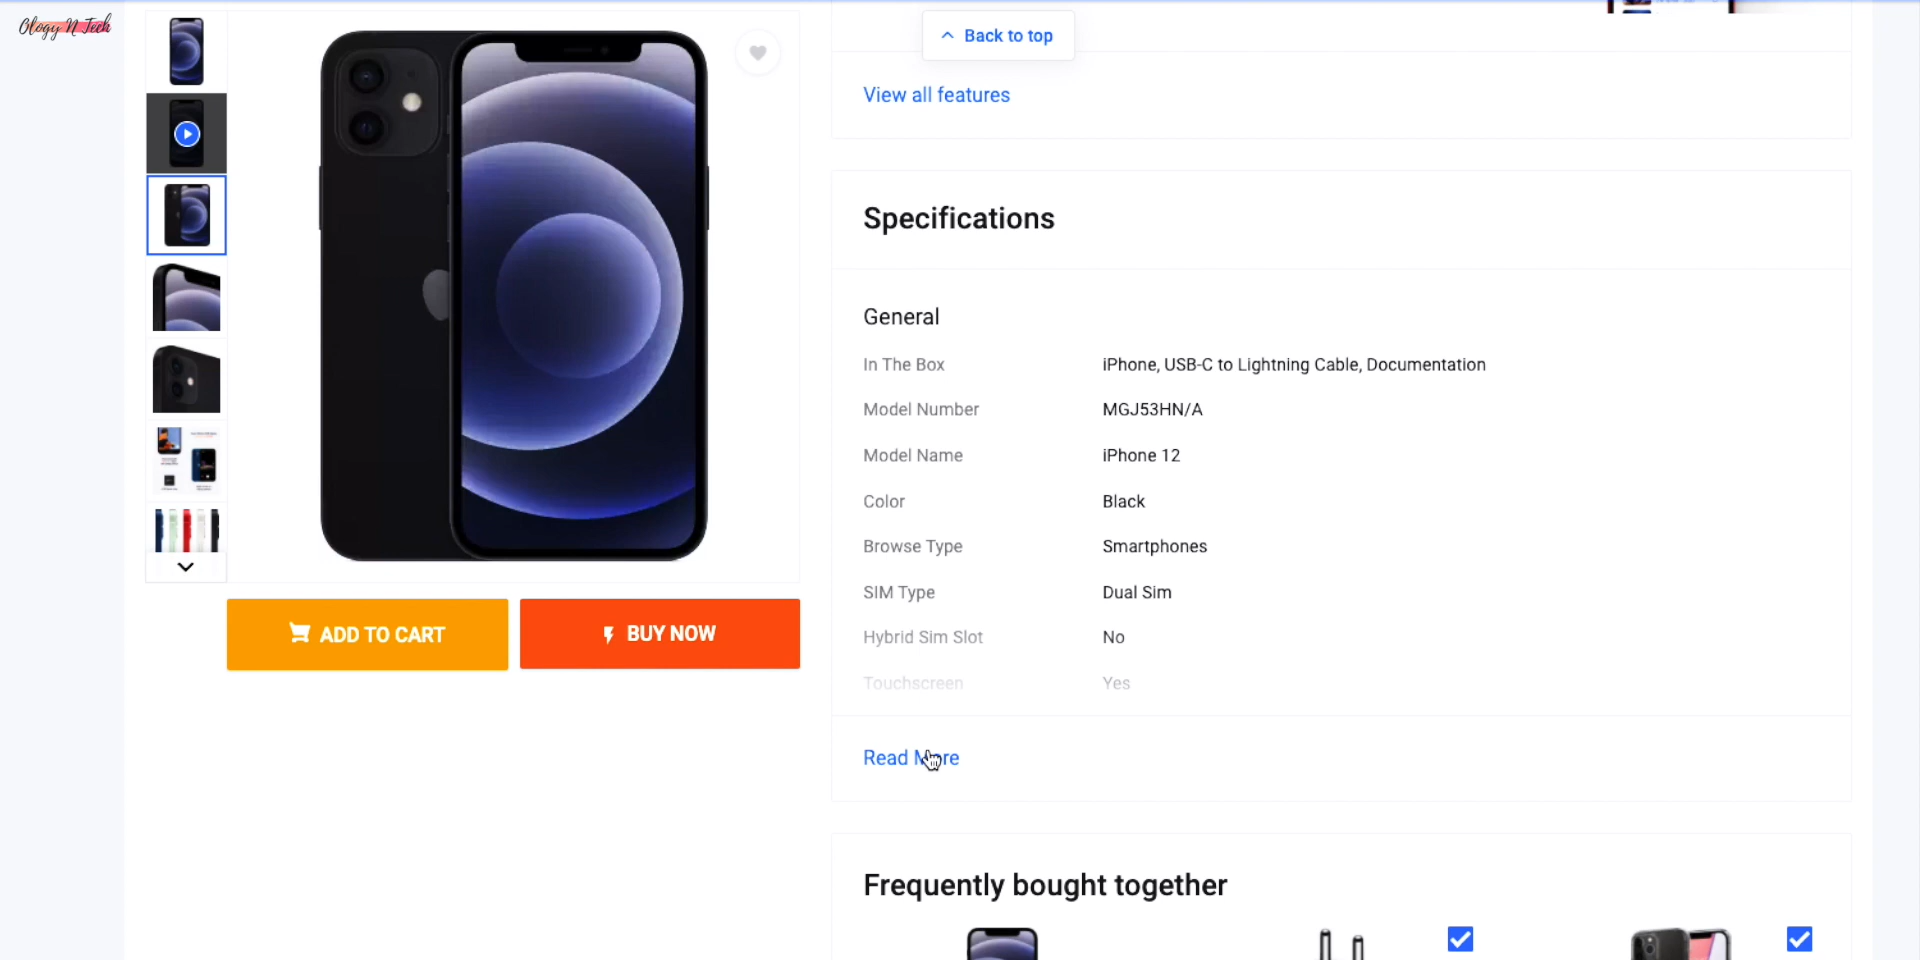 Ology N Tech
Back to top
View all features
Specifications
General
In The Box iPhone, USB-C to Lightning Cable, Documentation
Model Number MGJ53HN/A
Model Name iPhone 12
Color Black
Browse Type Smartphones
SIM Type Dual Sim
Hybrid Sim Slot No
Touchscreen Yes
ADD TO CART
BUY NOW
Read More
Frequently bought together